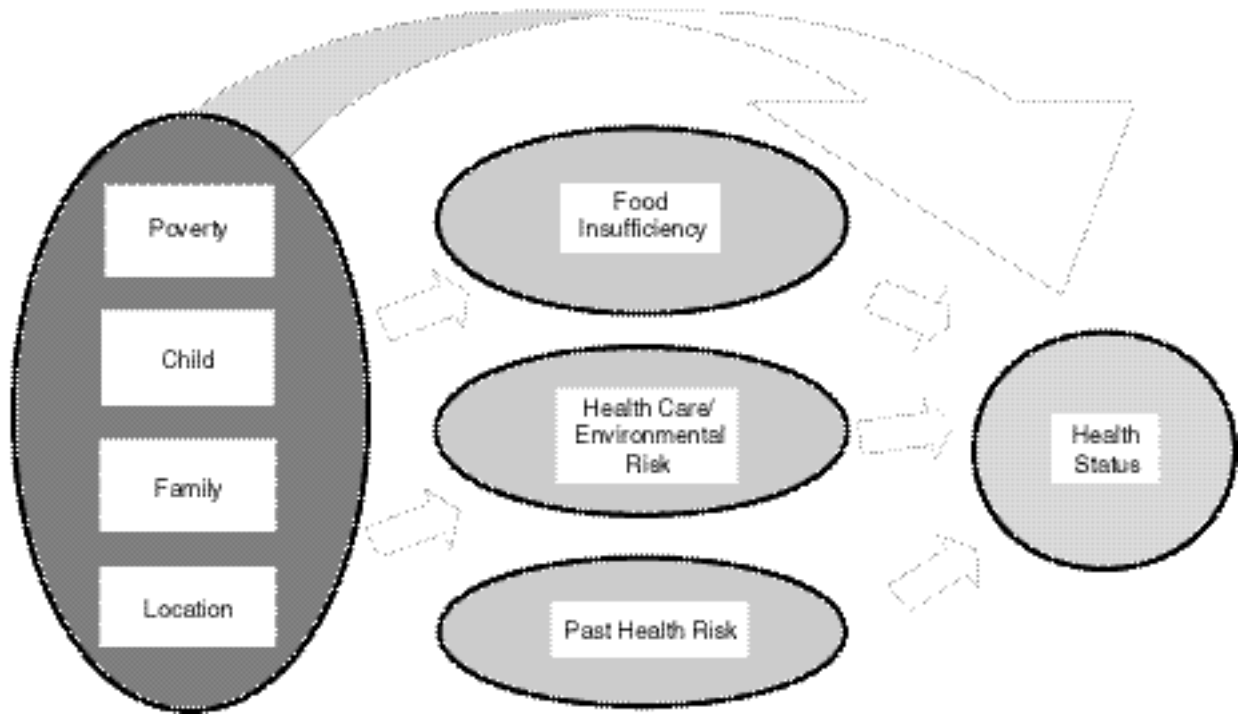 Poverty
Child
Family
Location
Food
Insufficiency
Health Care/
Environmental
Risk
Past Health Risk
Health
Status